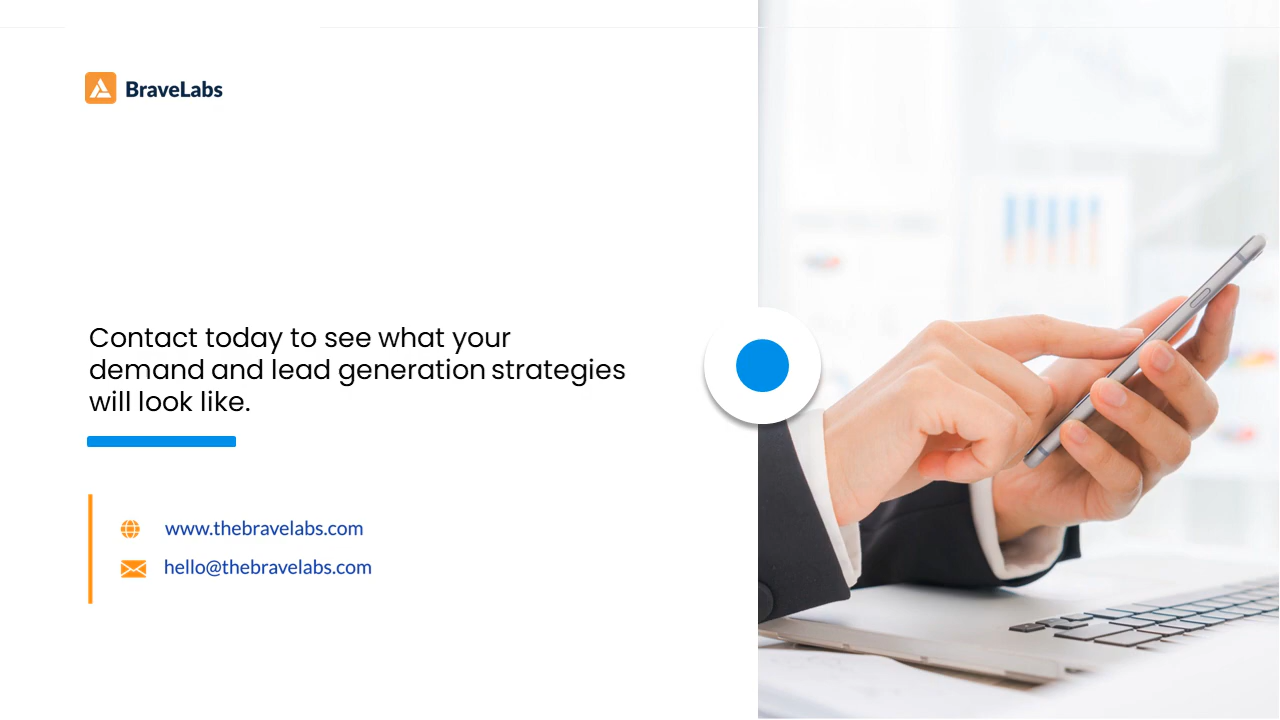 BraveLabs
Contact today to see what your
demand and lead generation strategies
will look like.
www.thebravelabs.com
hello@thebravelabs.com